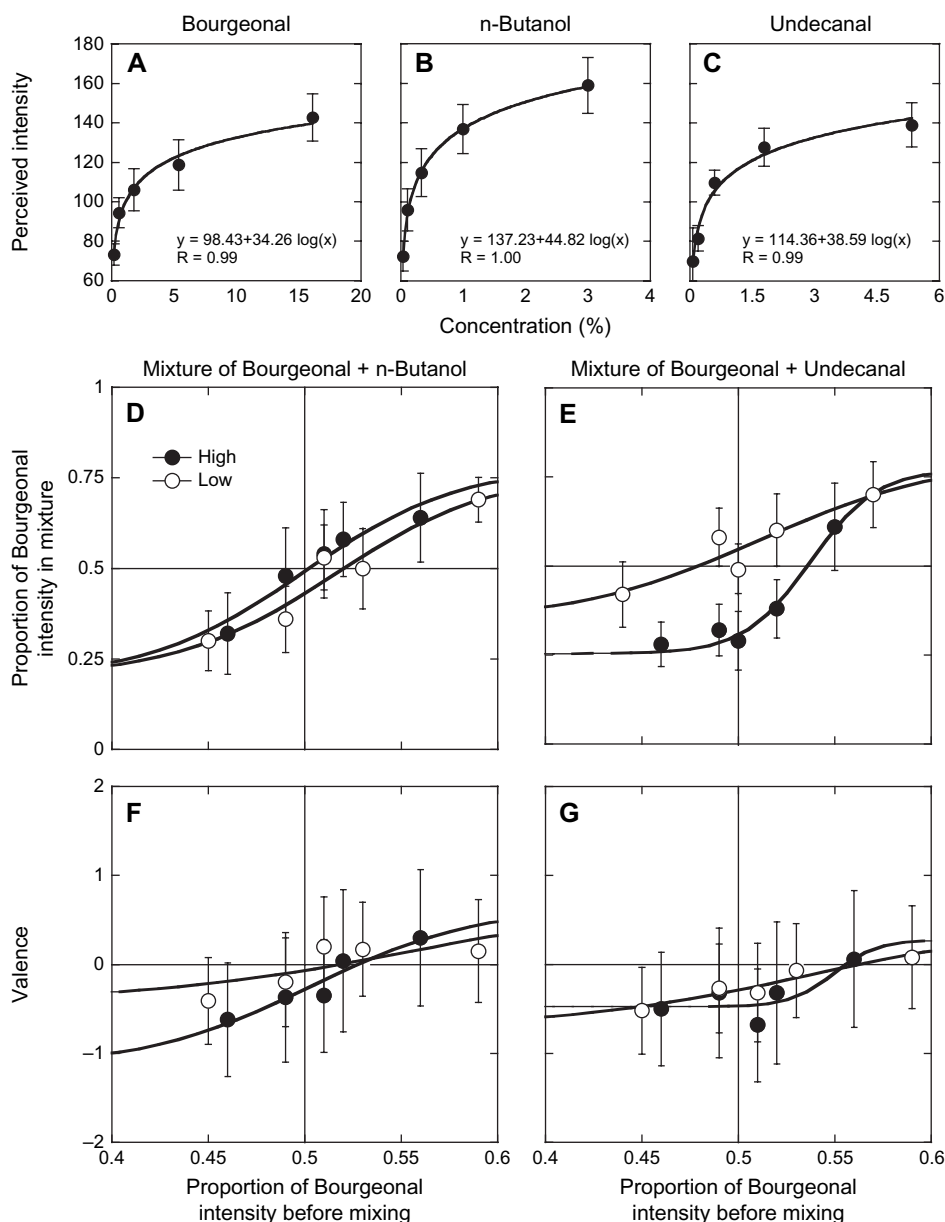 Bourgeonal
n-Butanol
Undecanal
Perceived intensity
180
160
140
120
100
80
60
A
y = 98.43+34.26 log(x)
R = 0.99
0
5
10
15
20
B
y = 137.23+44.82 log(x)
R = 1.00
0
1
2
3
4
C
y = 114.36+38.59 log(x)
R = 0.99
0
1.5
3
4.5
6
Concentration (%)
Mixture of Bourgeonal + n-Butanol
Mixture of Bourgeonal + Undecanal
Proportion of Bourgeonal
intensity in mixture
1
0.75
0.5
0.25
0
D
High
Low
E
Valence
2
1
0
–1
–2
F
G
0.4
0.45
0.5
0.55
0.6
0.4
0.45
0.5
0.55
0.6
Proportion of Bourgeonal
intensity before mixing
Proportion of Bourgeonal
intensity before mixing